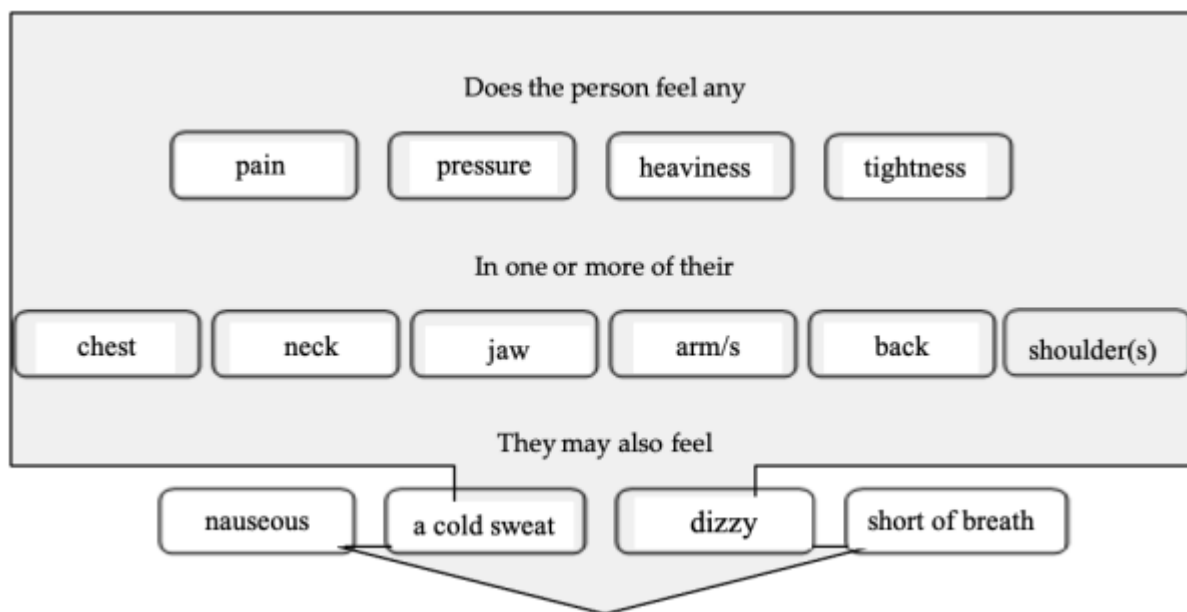 Does the person feel any
pain pressure heaviness tightness
In one or more of their
chest neck jaw arm/s back shoulder(s)
They may also feel
nauseous a cold sweat dizzy short of breath